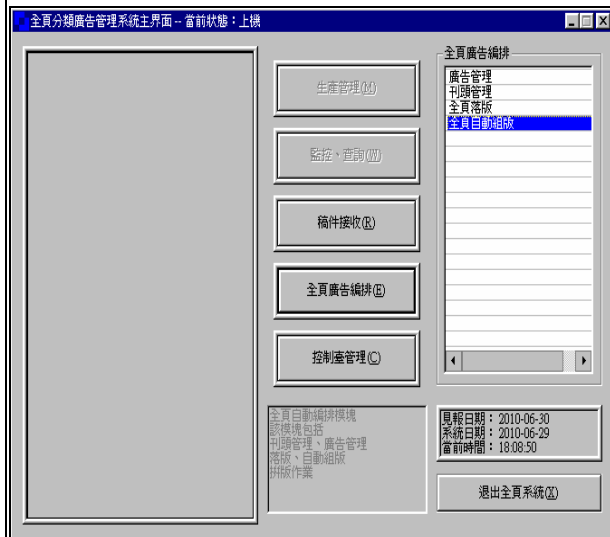 全頁分類廣告管理系統主界面 -- 當前狀態：上機
生產管理(M)
監控、查詢(W)
稿件接收(R)
全頁廣告編排(E)
控制臺管理(C)
全頁廣告編排
廣告管理
刊頭管理
全頁落版
全頁自動組版
全頁自動編排模塊
該模塊包括
刊頭管理、廣告管理
落版、自動組版
拼版作業
見報日期：2010-06-30
系統日期：2010-06-29
當前時間：18:08:50
退出全頁系統(X)